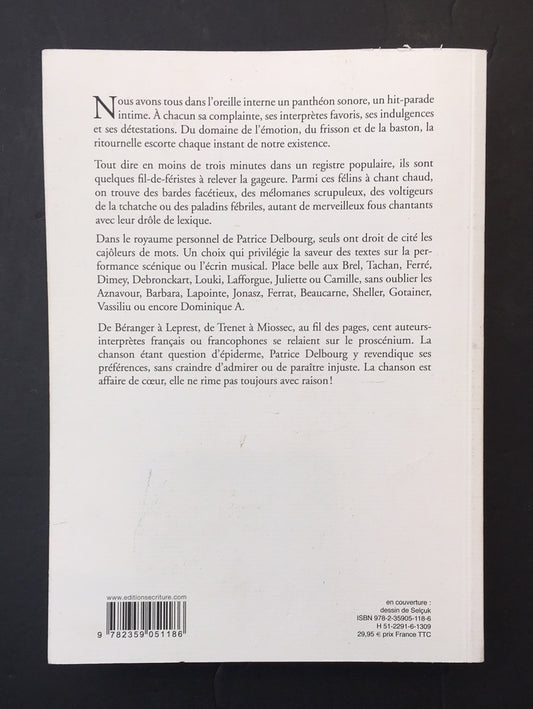 Nous avons tous dans l'oreille interne un panthéon sonore, un hit-parade
intime. À chacun sa complainte, ses interprètes favoris, ses indulgences
et ses détestations. Du domaine de l'émotion, du frisson et de la baston, la
ritournelle escorte chaque instant de notre existence.
Tout dire en moins de trois minutes dans un registre populaire, ils sont
quelques fil-de-féristes à relever la gageure. Parmi ces félins à chant chaud,
on trouve des bardes facétieux, des mélomanes scrupuleux, des voltigeurs
de la tchatche ou des paladins fébriles, autant de merveilleux fous chantants
avec leur drôle de lexique.
Dans le royaume personnel de Patrice Delbourg, seuls ont droit de cité les
cajôleurs de mots. Un choix qui privilégie la saveur des textes sur la per-
formance scénique ou l'écrin musical. Place belle aux Brel, Tachan, Ferré,
Dimey, Debronckart, Louki, Lafforgue, Juliette ou Camille, sans oublier les
Aznavour, Barbara, Lapointe, Jonasz, Ferrat, Beaucarne, Sheller, Gotainer,
Vassiliu ou encore Dominique A.
De Béranger à Leprest, de Trenet à Miossec, au fil des pages, cent auteurs-
interprètes français ou francophones se relaient sur le proscénium. La
chanson étant question d'épiderme, Patrice Delbourg y revendique ses
préférences, sans craindre d'admirer ou de paraître injuste. La chanson est
affaire de cœur, elle ne rime pas toujours avec raison !
www.editionsecriture.com
9 782359 051186
en couverture :
dessin de Selçuk
ISBN 978-2-35905-118-6
H 51-2291-6-1309
29,95 € prix France TTC